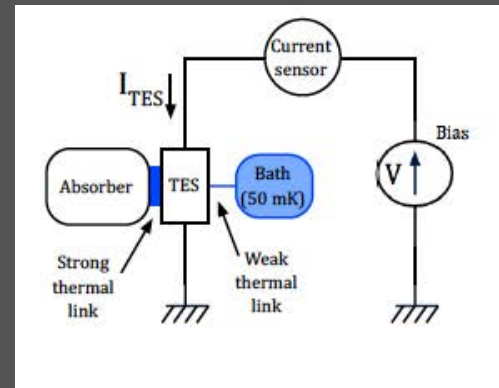 Current
sensor
I_TES
Bias
V
Absorber
TES
Bath
(50 mK)
Strong
thermal
link
Weak
thermal
link